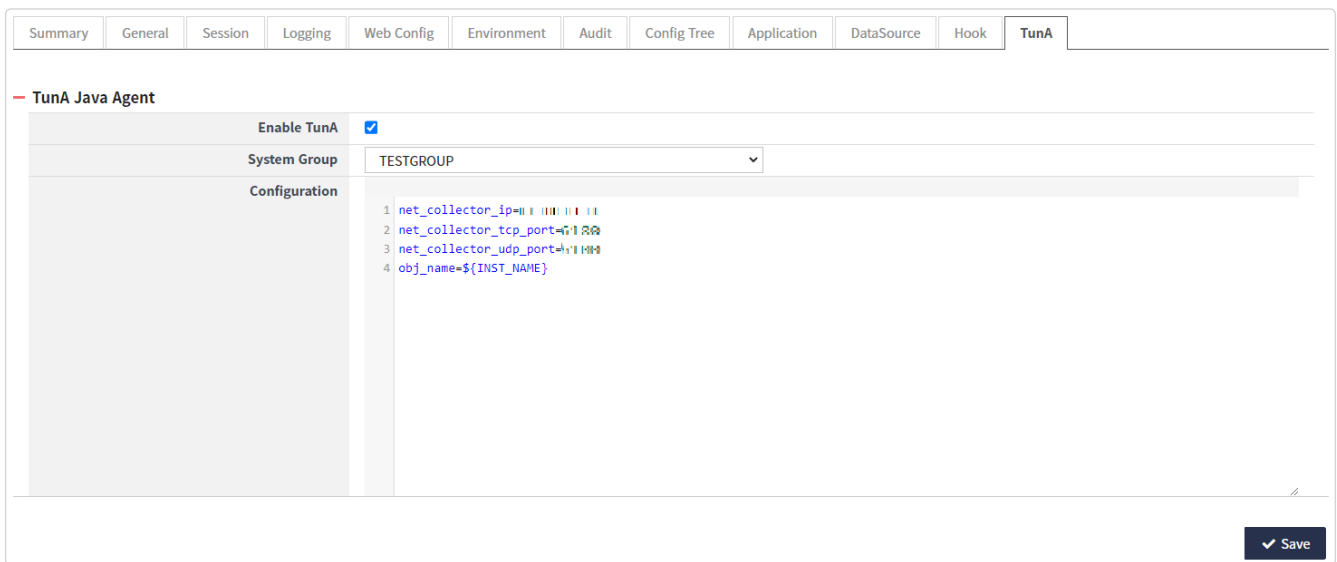 Summary General Session Logging Web Config Environment Audit Config Tree Application DataSource Hook TunA
TunA Java Agent
Enable TunA
System Group TESTGROUP
Configuration
1 net_collector_ip=
2 net_collector_tcp_port=
3 net_collector_udp_port=
4 obj_name=${INST_NAME}
Save